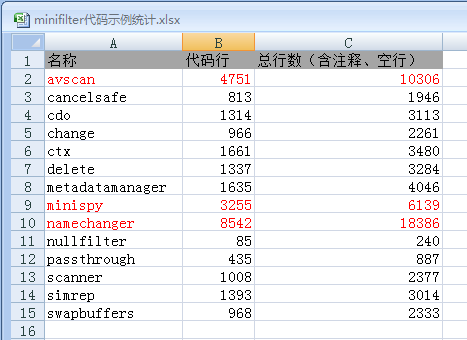 minifilter代码示例统计.xlsx
A B C
1 名称 代码行 总行数（含注释、空行）
2 avscan 4751 10306
3 cancelsafe 813 1946
4 cdo 1314 3113
5 change 966 2261
6 ctx 1661 3480
7 delete 1337 3284
8 metadatamanager 1635 4046
9 minispy 3255 6139
10 namechanger 8542 18386
11 nullfilter 85 240
12 passthrough 435 887
13 scanner 1008 2377
14 simrep 1393 3014
15 swapbuffers 968 2333
16